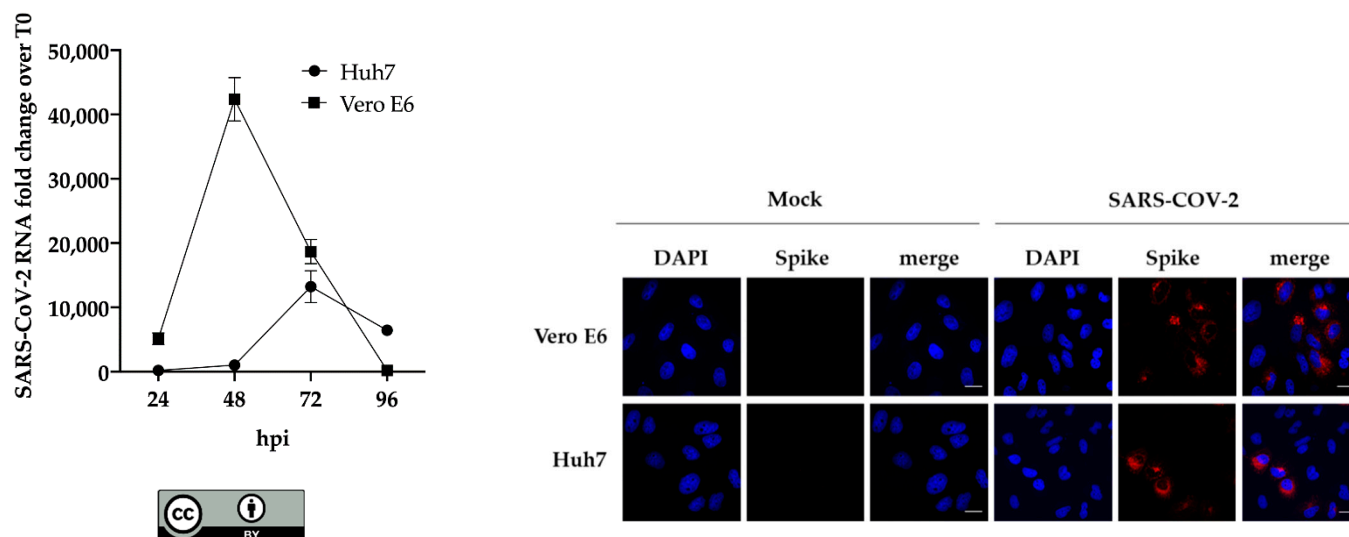 SARS-CoV-2 RNA fold change over T0
50,000
40,000
30,000
20,000
10,000
0
24 48 72 96
hpi
Huh7
Vero E6
CC
BY
Mock SARS-COV-2
DAPI Spike merge DAPI Spike merge
Vero E6
Huh7